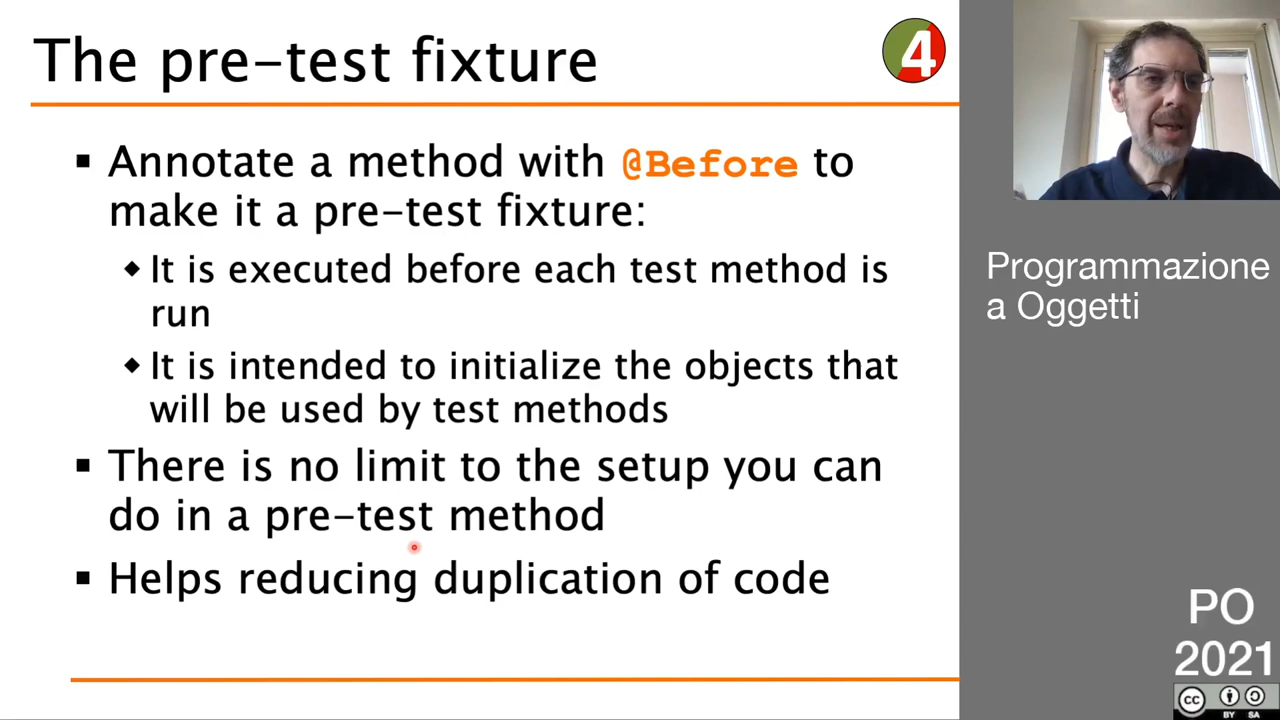 The pre-test fixture
4
▪ Annotate a method with @Before to
make it a pre-test fixture:
◆ It is executed before each test method is
run
◆ It is intended to initialize the objects that
will be used by test methods
▪ There is no limit to the setup you can
do in a pre-test method
▪ Helps reducing duplication of code
Programmazione
a Oggetti
PO
2021
cc
BY SA